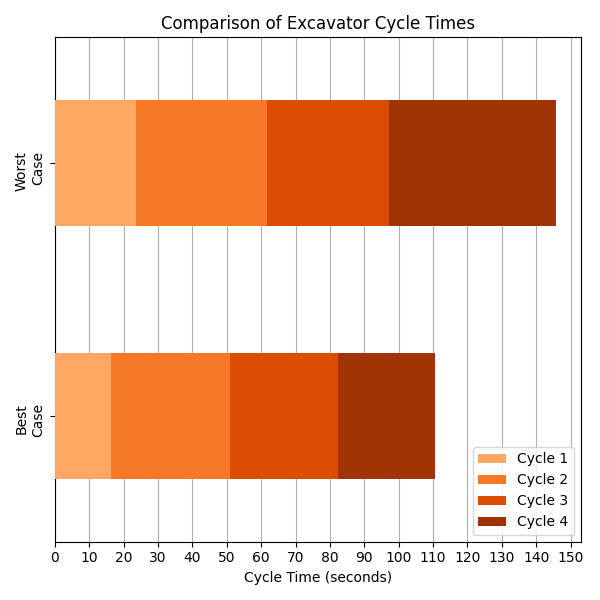 Comparison of Excavator Cycle Times
Worst
Case
Best
Case
Cycle 1
Cycle 2
Cycle 3
Cycle 4
0 10 20 30 40 50 60 70 80 90 100 110 120 130 140 150
Cycle Time (seconds)